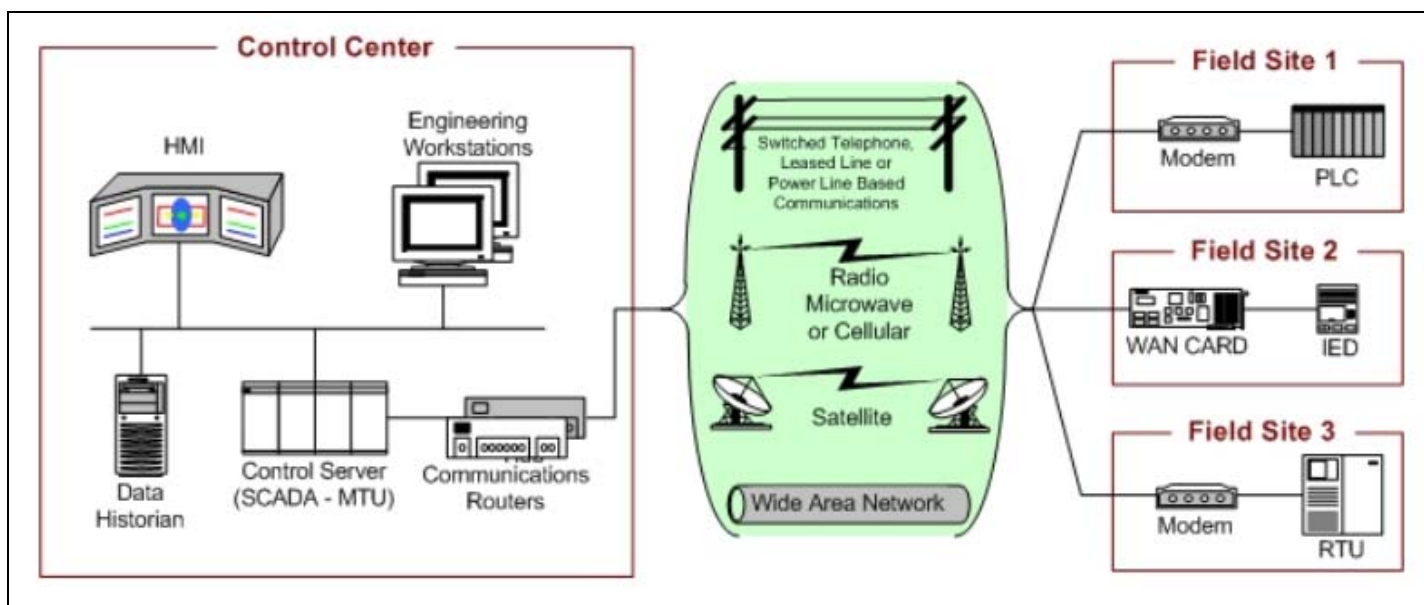 Control Center
HMI
Engineering
Workstations
Data
Historian
Control Server
(SCADA - MTU)
Communications
Routers
Switched Telephone,
Leased Line or
Power Line Based
Communications
Radio
Microwave
or Cellular
Satellite
Wide Area Network
Field Site 1
Modem
PLC
Field Site 2
WAN CARD
IED
Field Site 3
Modem
RTU